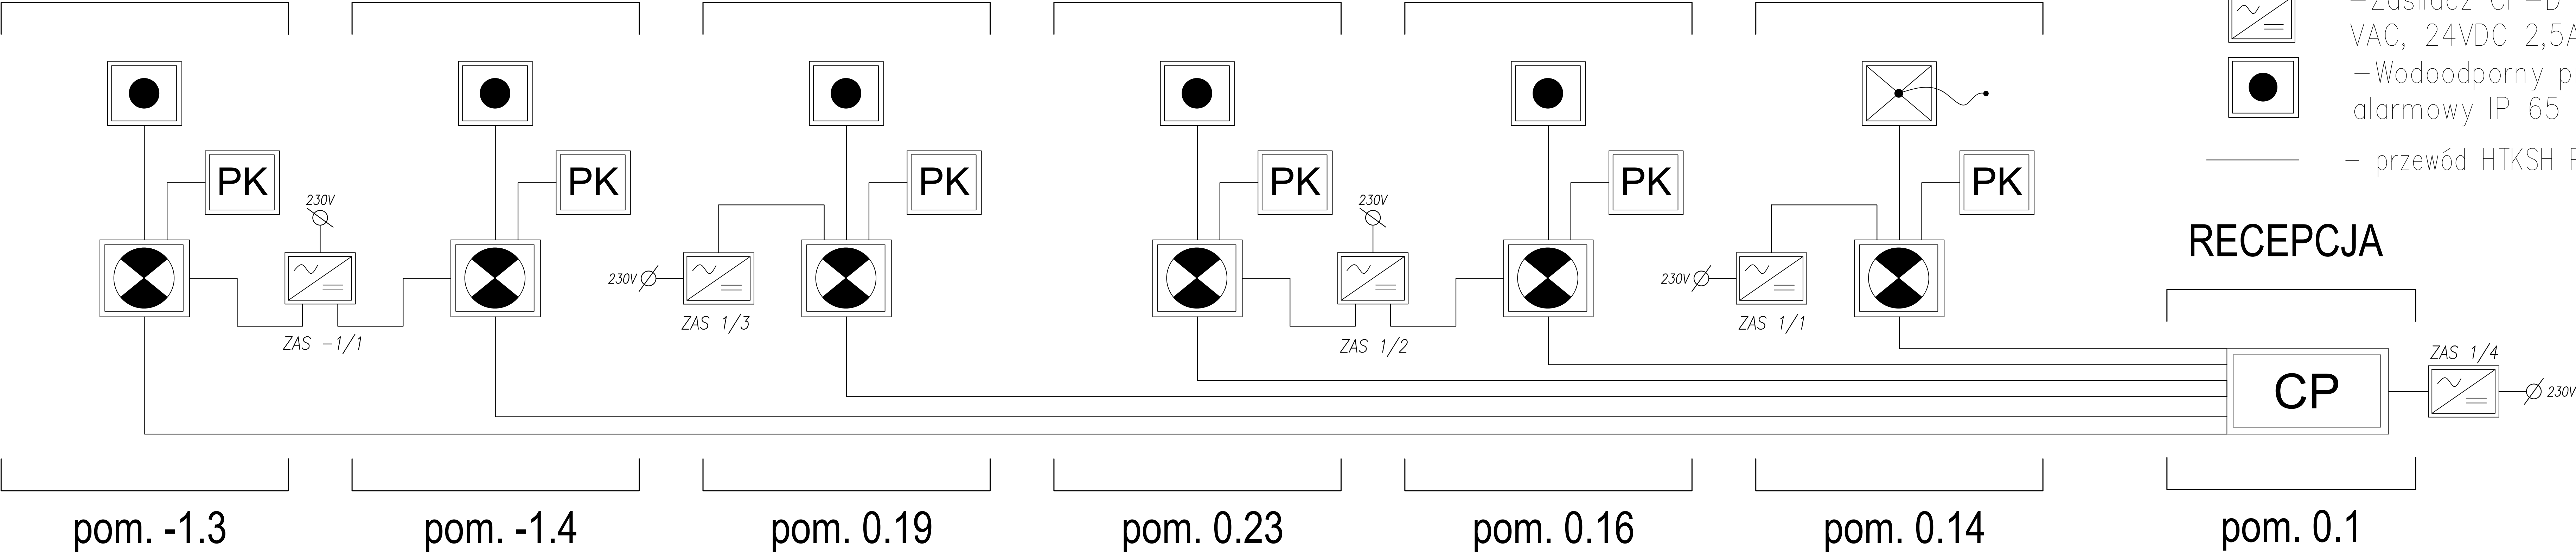 VAC, 24VDC 2,5A
–Wodoodporny
alarmowy IP 65
– przewód HTKSH
PK
PK
PK
PK
PK
PK
230V
230V
230V
230V
ZAS -1/1
ZAS 1/3
ZAS 1/2
ZAS 1/1
RECEPCJA
CP
ZAS 1/4
230V
pom. -1.3
pom. -1.4
pom. 0.19
pom. 0.23
pom. 0.16
pom. 0.14
pom. 0.1